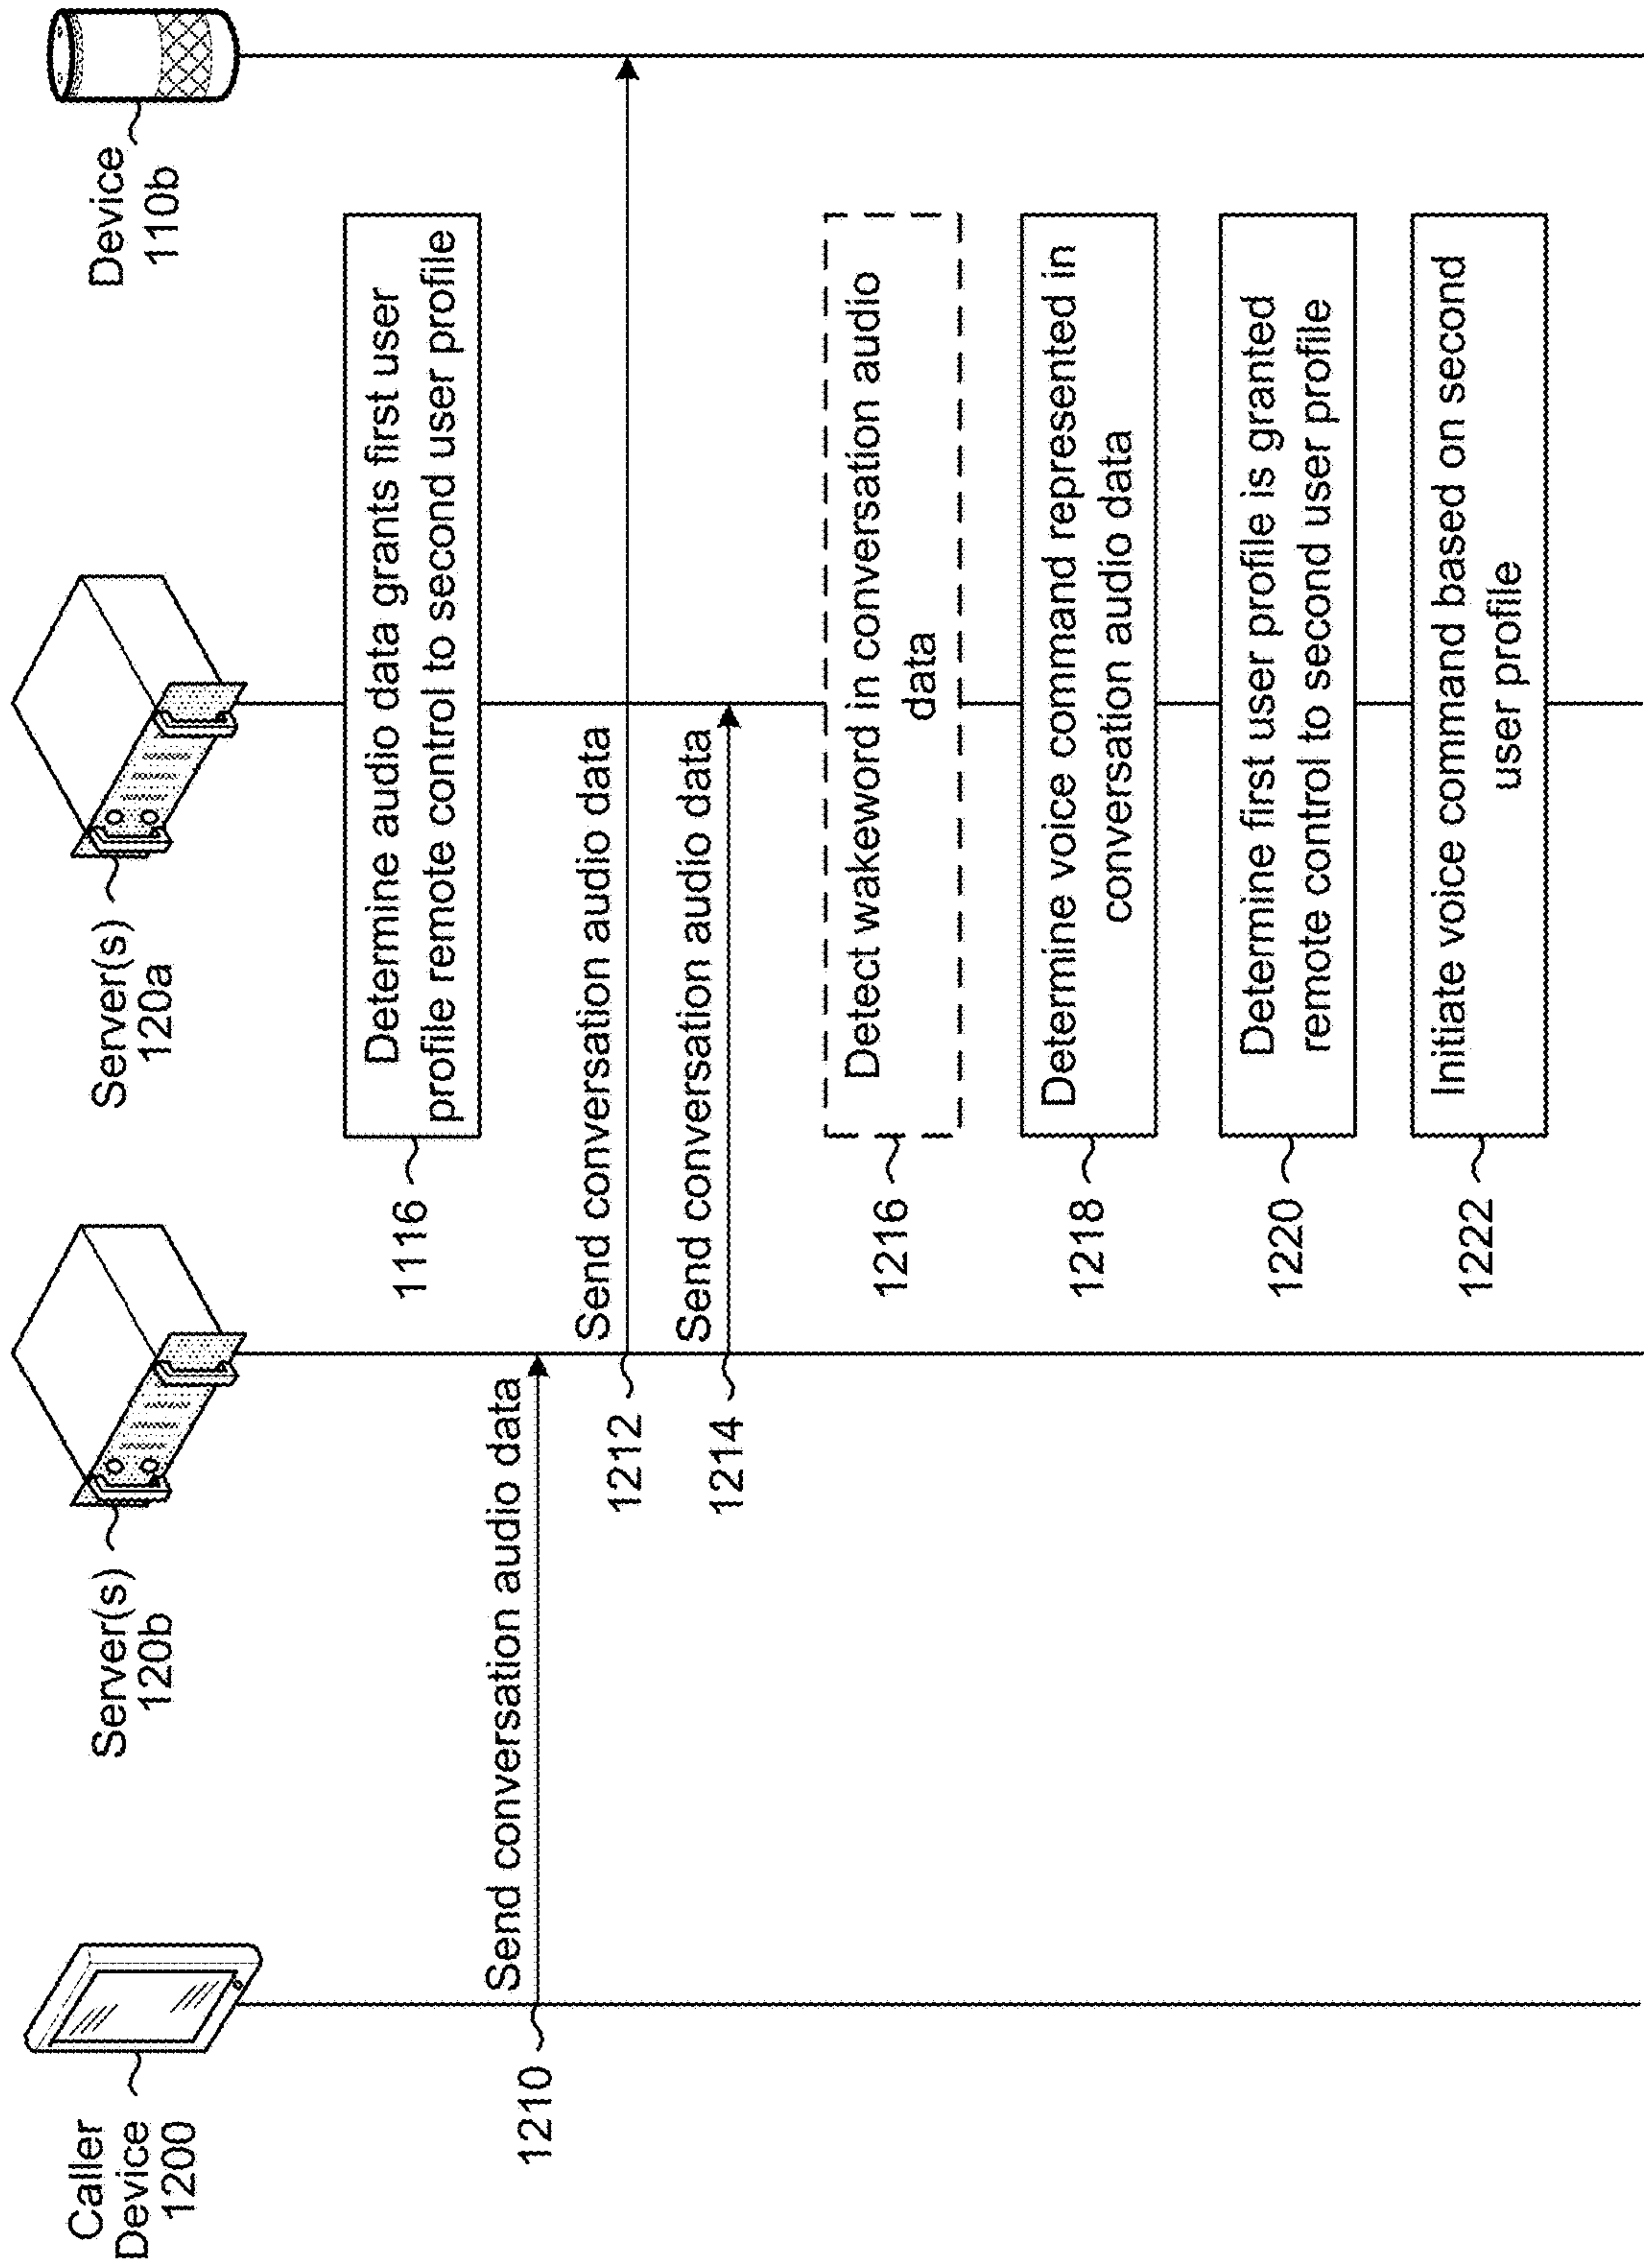 Caller
Device
1200
Server(s)
120b
Server(s)
120a
Device
110b
1116
Determine audio data grants first user
profile remote control to second user profile
Send conversation audio data
1210
Send conversation audio data
1212
Send conversation audio data
1214
1216
Detect wakeword in conversation audio
data
1218
Determine voice command represented in
conversation audio data
1220
Determine first user profile is granted
remote control to second user profile
1222
Initiate voice command based on second
user profile